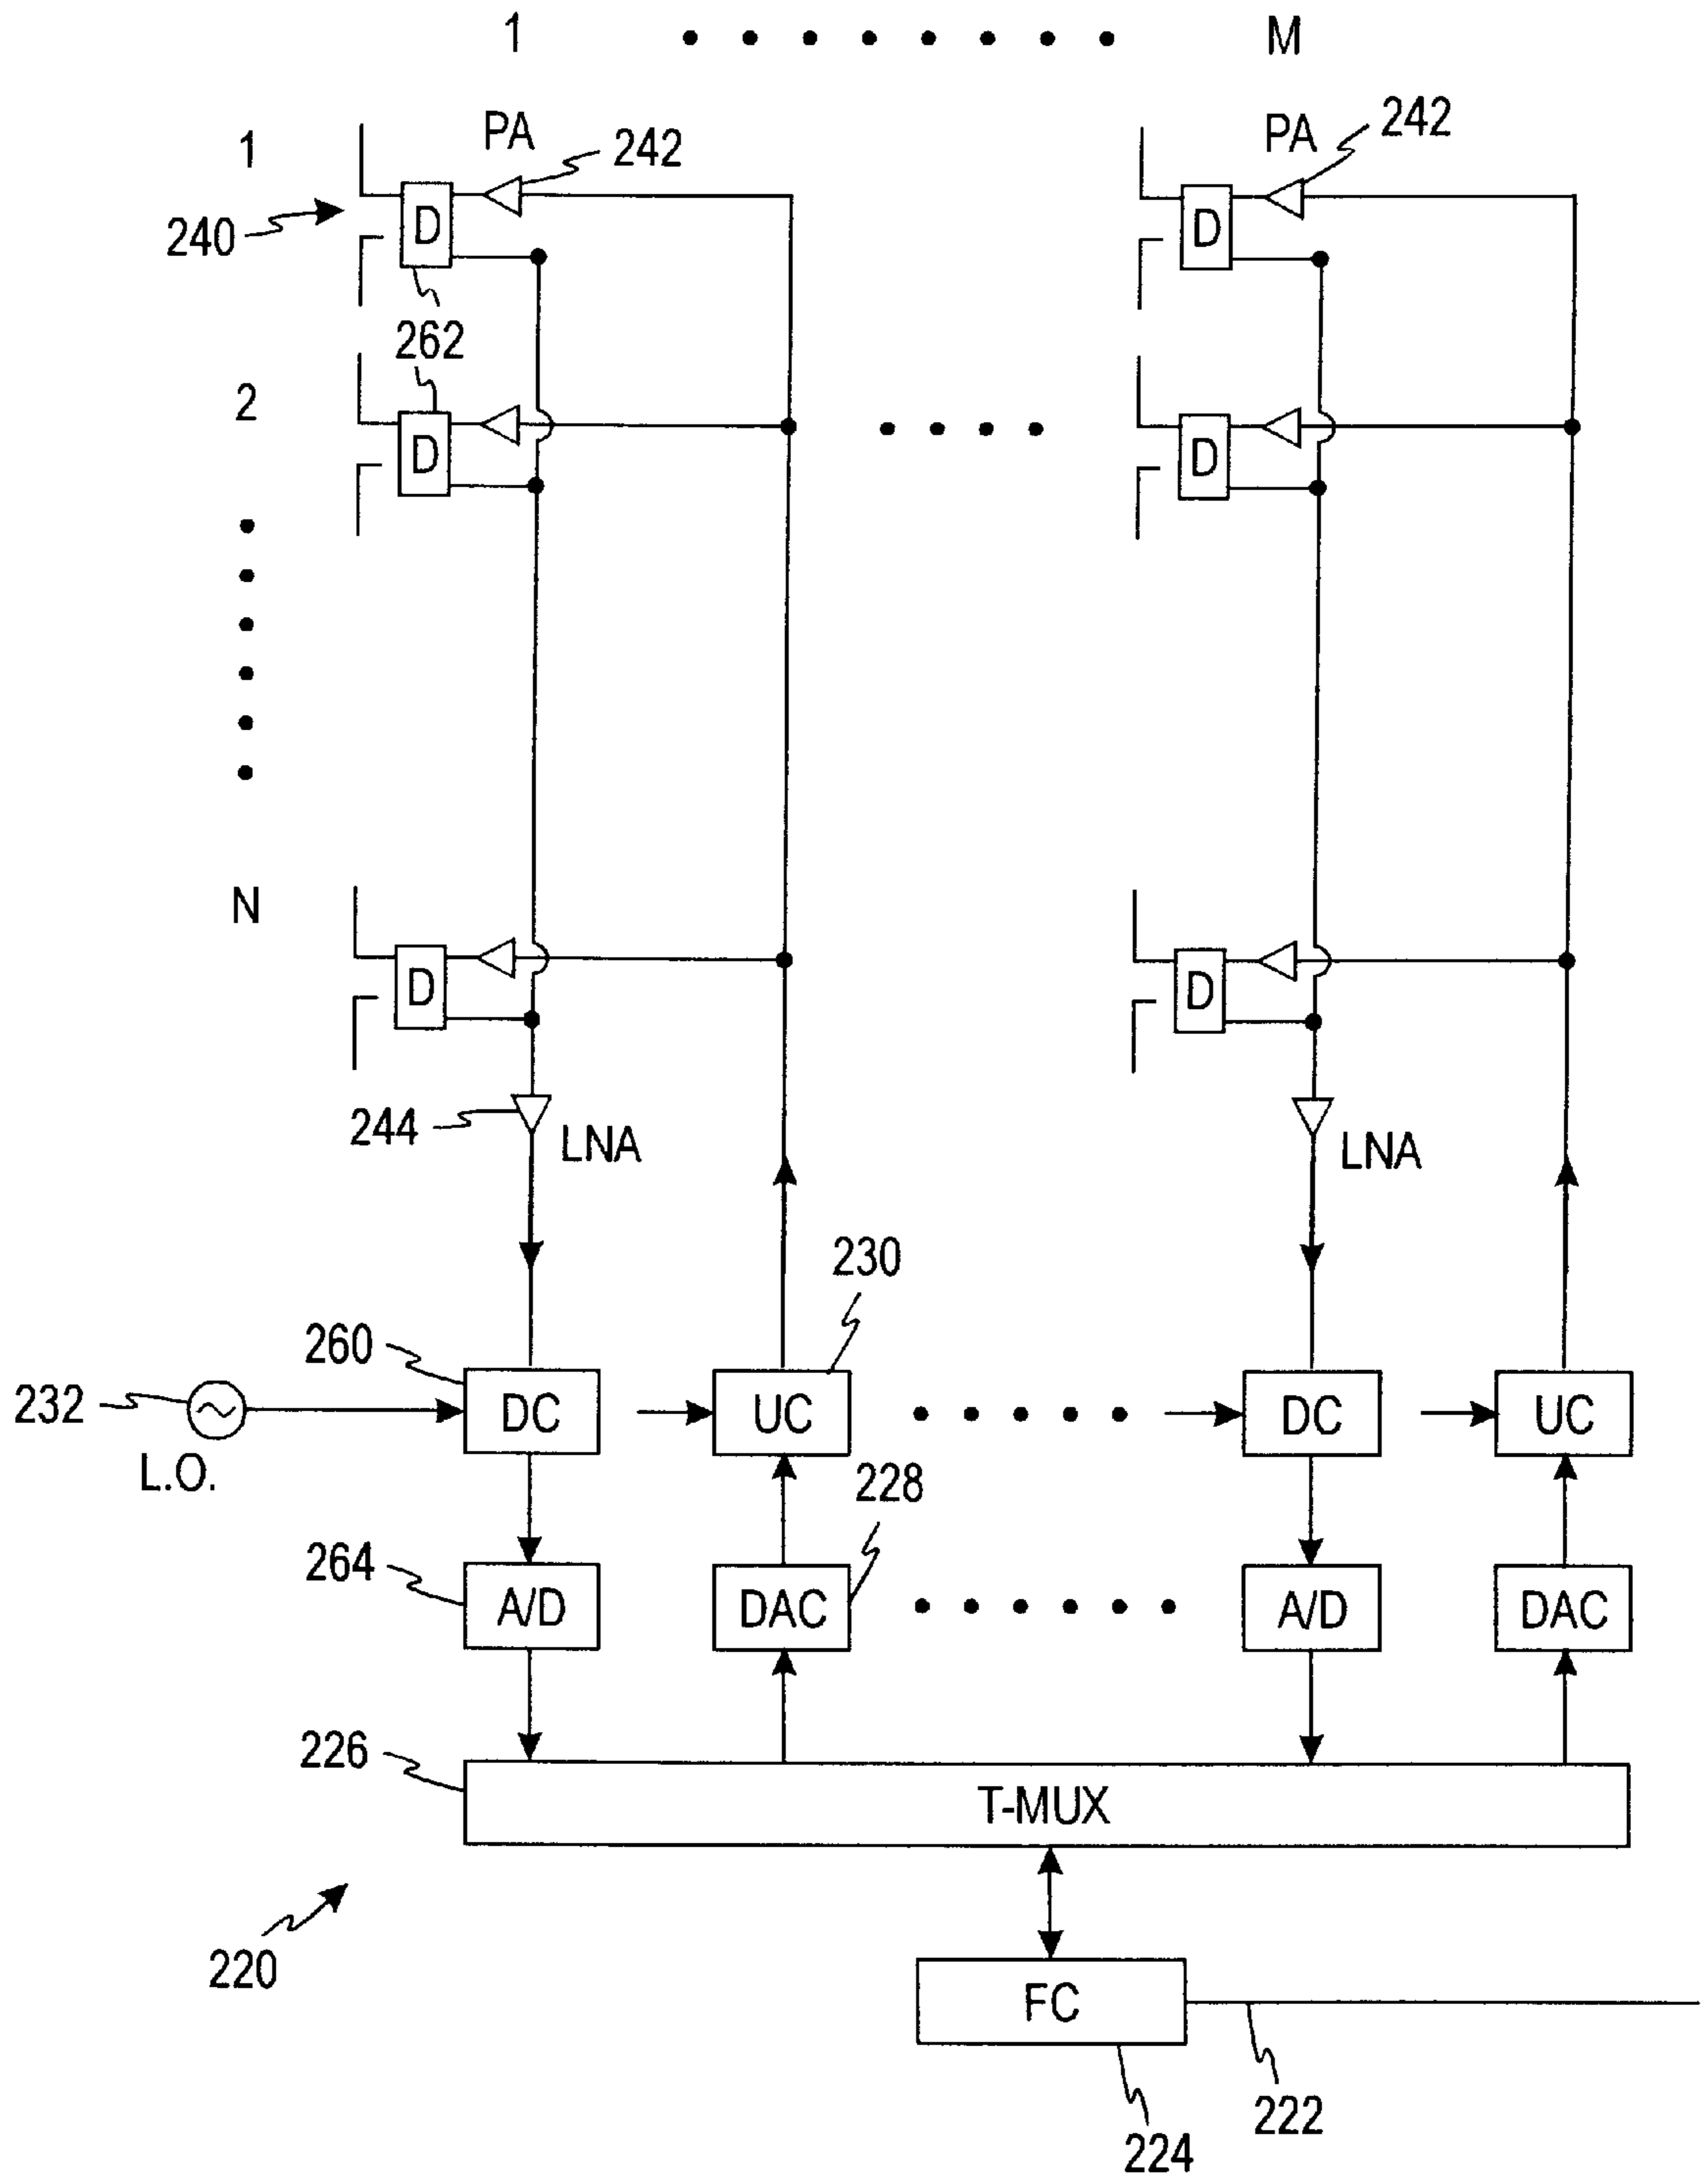 1 M
1 PA 242 PA 242
240 D D
262
2 D D
N D D
244 LNA LNA
230
260
232 DC UC DC UC
L.O. 228
264 A/D DAC A/D DAC
226 T-MUX
220
FC
222
224